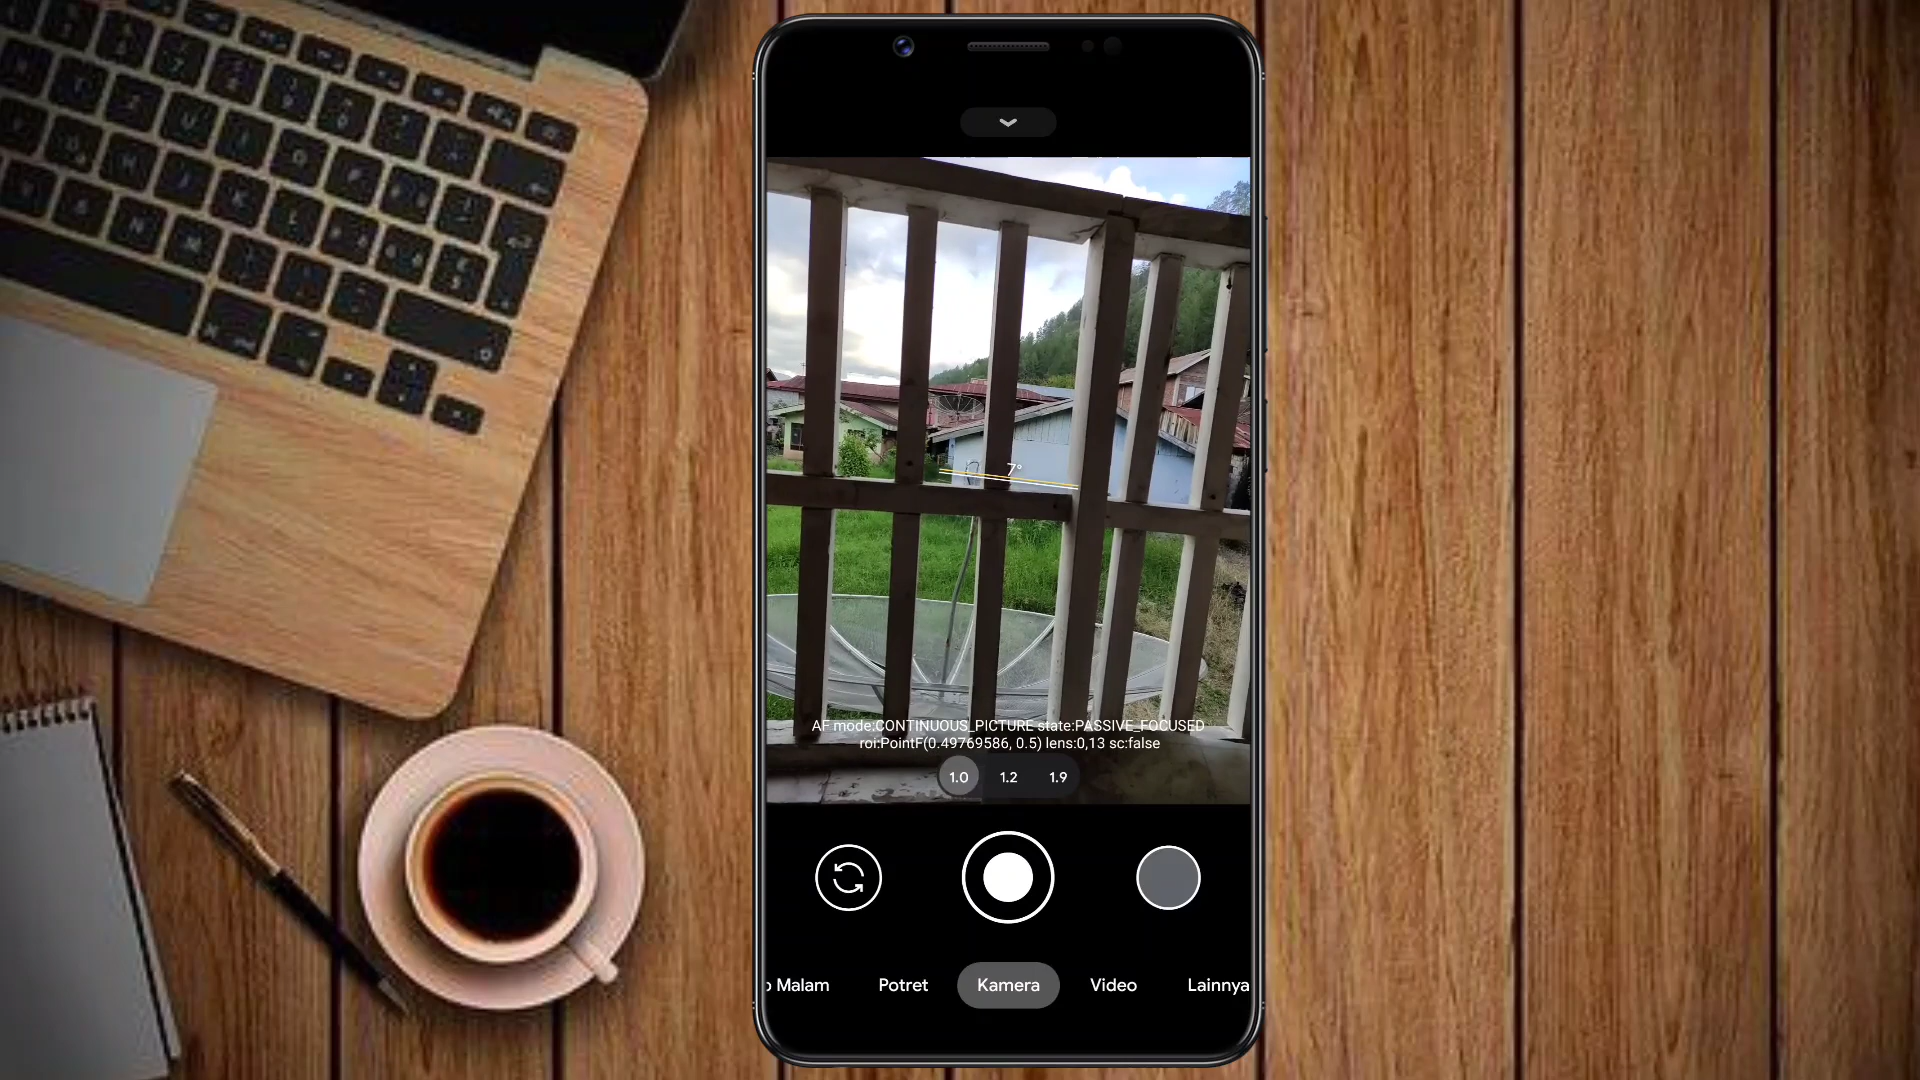 7°
AF mode:CONTINUOUS_PICTURE state:PASSIVE_FOCUSED
roi:PointF(0.49769586, 0.5) lens:0,13 sc:false
1.0 1.2 1.9
Malam Potret Kamera Video Lainnya